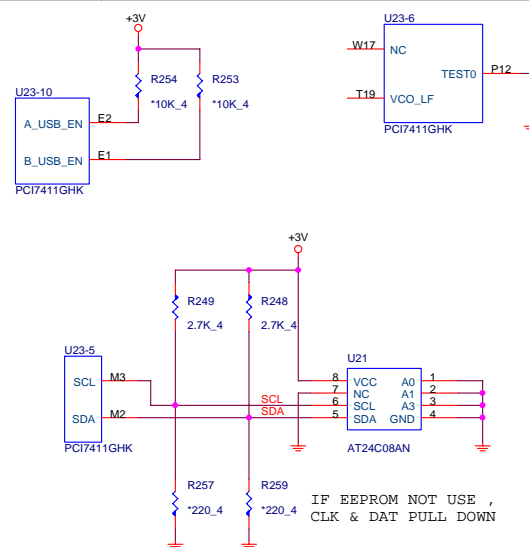 +3V
R254
*10K_4
R253
*10K_4
U23-10
A_USB_EN
E2
B_USB_EN
E1
PCI7411GHK
U23-6
W17
NC
TEST0
P12
T19
VCO_LF
PCI7411GHK
+3V
R249
2.7K_4
R248
2.7K_4
U23-5
SCL
M3
SDA
M2
PCI7411GHK
SCL
SDA
U21
8
VCC
A0
1
7
NC
A1
2
6
SCL
A3
3
5
SDA
GND
4
AT24C08AN
R257
*220_4
R259
*220_4
IF EEPROM NOT USE ,
CLK & DAT PULL DOWN